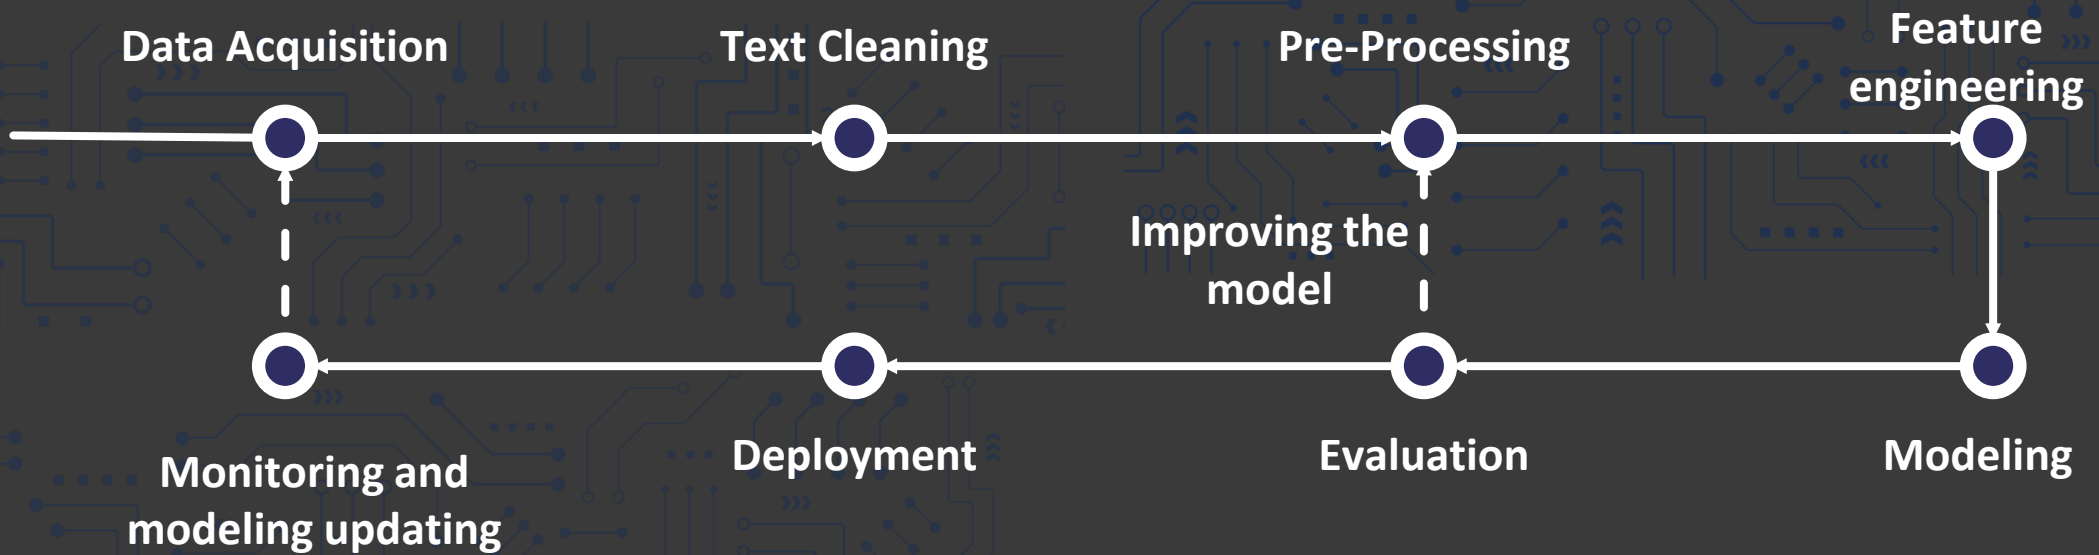 Data Acquisition
Text Cleaning
Pre-Processing
Feature
engineering
Improving the
model
Monitoring and
modeling updating
Deployment
Evaluation
Modeling